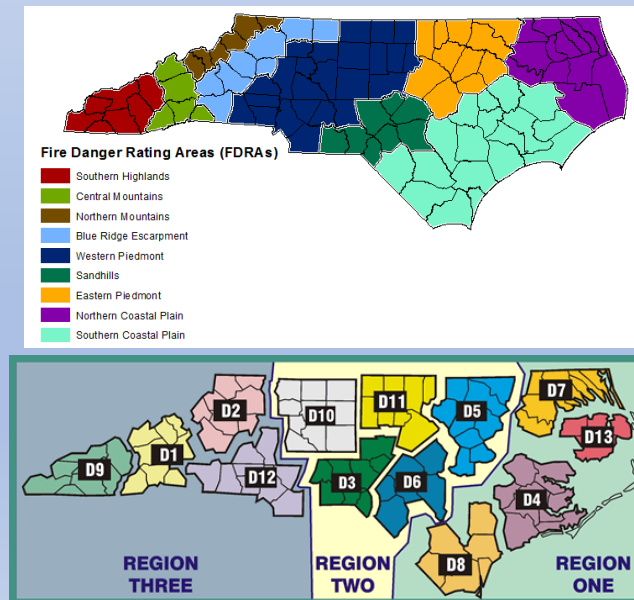 Fire Danger Rating Areas (FDRAs)
Southern Highlands
Central Mountains
Northern Mountains
Blue Ridge Escarpment
Western Piedmont
Sandhills
Eastern Piedmont
Northern Coastal Plain
Southern Coastal Plain
D7
D2
D11
D10
D5
D13
D1
D9
D12
D3
D6
D4
D8
REGION
THREE
REGION
TWO
REGION
ONE